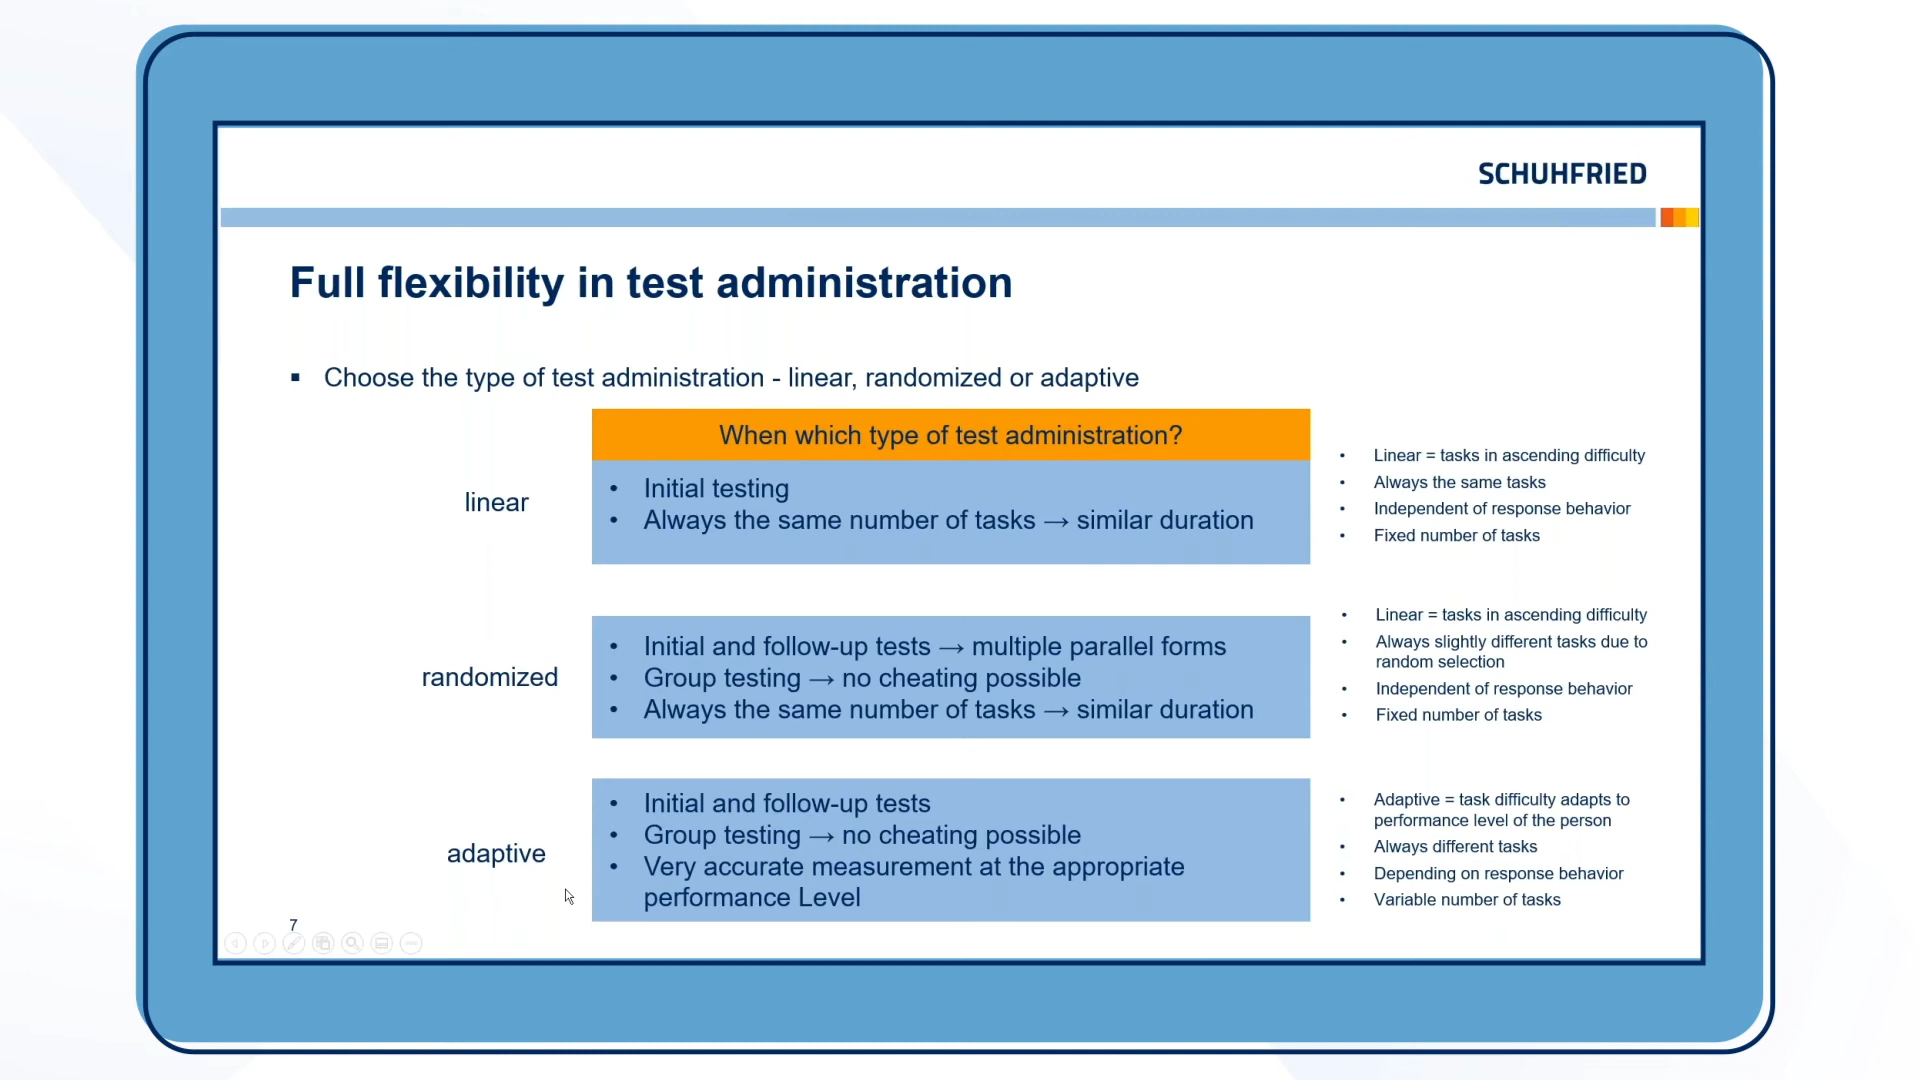 SCHUHFRIED
Full flexibility in test administration
▪ Choose the type of test administration - linear, randomized or adaptive
When which type of test administration?
linear
• Initial testing
• Always the same number of tasks → similar duration
• Linear = tasks in ascending difficulty
• Always the same tasks
• Independent of response behavior
• Fixed number of tasks
randomized
• Initial and follow-up tests → multiple parallel forms
• Group testing → no cheating possible
• Always the same number of tasks → similar duration
• Linear = tasks in ascending difficulty
• Always slightly different tasks due to
random selection
• Independent of response behavior
• Fixed number of tasks
adaptive
• Initial and follow-up tests
• Group testing → no cheating possible
• Very accurate measurement at the appropriate
performance Level
• Adaptive = task difficulty adapts to
performance level of the person
• Always different tasks
• Depending on response behavior
• Variable number of tasks
7